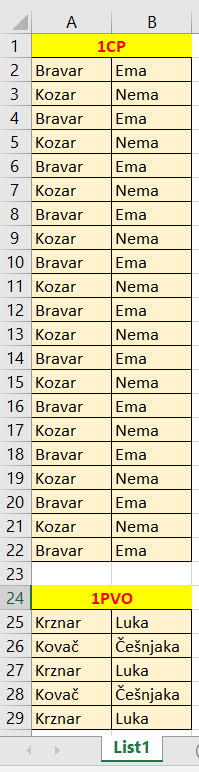 A B
1 1CP
2 Bravar Ema
3 Kozar Nema
4 Bravar Ema
5 Kozar Nema
6 Bravar Ema
7 Kozar Nema
8 Bravar Ema
9 Kozar Nema
10 Bravar Ema
11 Kozar Nema
12 Bravar Ema
13 Kozar Nema
14 Bravar Ema
15 Kozar Nema
16 Bravar Ema
17 Kozar Nema
18 Bravar Ema
19 Kozar Nema
20 Bravar Ema
21 Kozar Nema
22 Bravar Ema
23
24 1PVO
25 Krznar Luka
26 Kovač Češnjaka
27 Krznar Luka
28 Kovač Češnjaka
29 Krznar Luka
List1